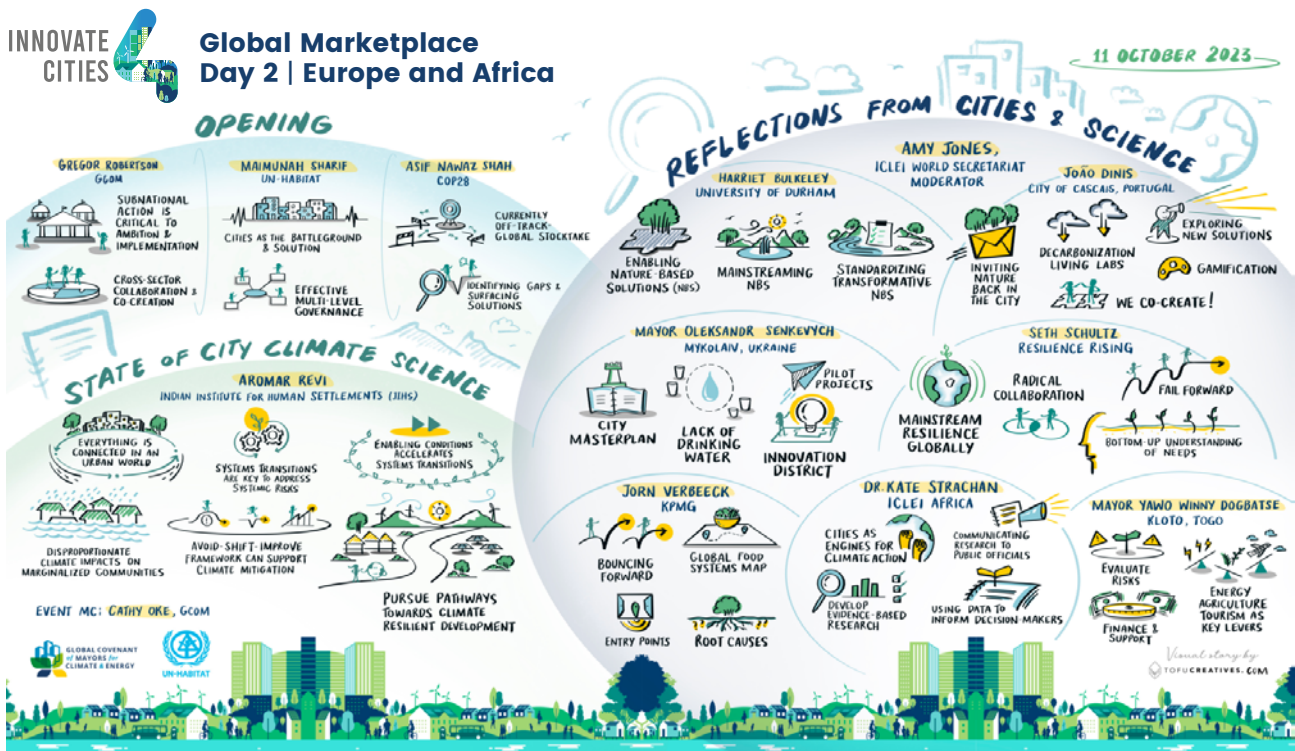 INNOVATE
CITIES
4
Global Marketplace
Day 2 | Europe and Africa
11 OCTOBER 2023
OPENING
GREGOR ROBERTSON
GCOM
SUBNATIONAL
ACTION IS
CRITICAL TO
AMBITION &
IMPLEMENTATION
CROSS-SECTOR
COLLABORATION &
CO-CREATION
MAIMUNAH SHARIF
UN-HABITAT
CITIES AS THE BATTLEGROUND
& SOLUTION
EFFECTIVE
MULTI-LEVEL
GOVERNANCE
ASIF NAWAZ SHAH
COP28
CURRENTLY
OFF-TRACK-
GLOBAL STOCKTAKE
IDENTIFYING GAPS &
SURFACING
SOLUTIONS
STATE OF CITY CLIMATE SCIENCE
AROMAR REVI
INDIAN INSTITUTE FOR HUMAN SETTLEMENTS (IIHS)
EVERYTHING IS
CONNECTED IN AN
URBAN WORLD
SYSTEMS TRANSITIONS
ARE KEY TO ADDRESS
SYSTEMIC RISKS
ENABLING CONDITIONS
ACCELERATES
SYSTEMS TRANSITIONS
DISPROPORTIONATE
CLIMATE IMPACTS ON
MARGINALIZED COMMUNITIES
AVOID-SHIFT-IMPROVE
FRAMEWORK CAN SUPPORT
CLIMATE MITIGATION
PURSUE PATHWAYS
TOWARDS CLIMATE
RESILIENT DEVELOPMENT
EVENT MC: CATHY OKE, GCOM
GLOBAL COVENANT
of MAYORS for
CLIMATE & ENERGY
UN-HABITAT
REFLECTIONS FROM CITIES & SCIENCE
AMY JONES,
ICLEI WORLD SECRETARIAT
MODERATOR
HARRIET BULKELEY
UNIVERSITY OF DURHAM
ENABLING
NATURE-BASED
SOLUTIONS (NBS)
MAINSTREAMING
NBS
STANDARDIZING
TRANSFORMATIVE
NBS
JOÃO DINIS
CITY OF CASCAIS, PORTUGAL
INVITING
NATURE
BACK IN
THE CITY
DECARBONIZATION
LIVING LABS
EXPLORING
NEW SOLUTIONS
GAMIFICATION
WE CO-CREATE!
MAYOR OLEKSANDR SENKEVYCH
MYKOLAIV, UKRAINE
CITY
MASTERPLAN
LACK OF
DRINKING
WATER
PILOT
PROJECTS
INNOVATION
DISTRICT
SETH SCHULTZ
RESILIENCE RISING
MAINSTREAM
RESILIENCE
GLOBALLY
RADICAL
COLLABORATION
FAIL FORWARD
BOTTOM-UP UNDERSTANDING
OF NEEDS
JORN VERBEECK
KPMG
BOUNCING
FORWARD
GLOBAL FOOD
SYSTEMS MAP
ENTRY POINTS
ROOT CAUSES
DR. KATE STRACHAN
ICLEI AFRICA
CITIES AS
ENGINES FOR
CLIMATE ACTION
COMMUNICATING
RESEARCH TO
PUBLIC OFFICIALS
DEVELOP
EVIDENCE-BASED
RESEARCH
USING DATA TO
INFORM DECISION-MAKERS
MAYOR YAWO WINNY DOGBATSE
KLOTO, TOGO
EVALUATE
RISKS
FINANCE &
SUPPORT
ENERGY
AGRICULTURE
TOURISM AS
KEY LEVERS
Visual story by
TOFUCREATIVES.COM